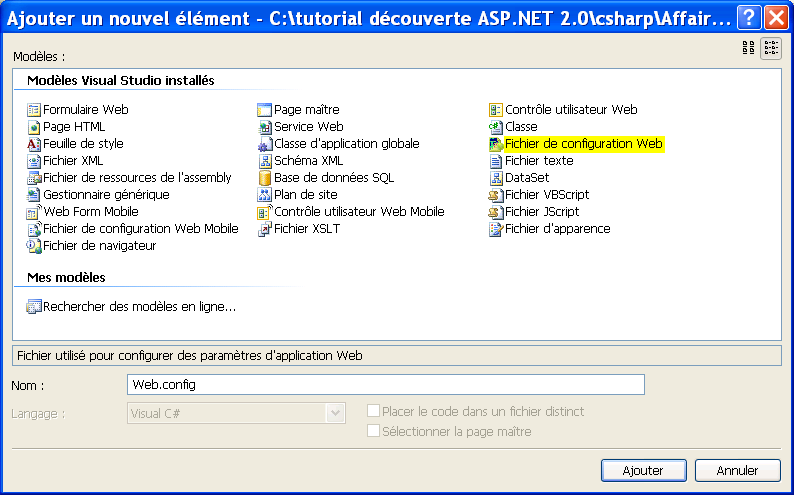 Ajouter un nouvel élément - C:\tutorial découverte ASP.NET 2.0\csharp\Affair...
Modèles :
Modèles Visual Studio installés
Formulaire Web
Page maître
Contrôle utilisateur Web
Page HTML
Service Web
Classe
Feuille de style
Classe d'application globale
Fichier de configuration Web
Fichier XML
Schéma XML
Fichier texte
Fichier de ressources de l'assembly
Base de données SQL
DataSet
Gestionnaire générique
Plan de site
Fichier VBScript
Web Form Mobile
Contrôle utilisateur Web Mobile
Fichier JScript
Fichier de configuration Web Mobile
Fichier XSLT
Fichier d'apparence
Fichier de navigateur
Mes modèles
Rechercher des modèles en ligne...
Fichier utilisé pour configurer des paramètres d'application Web
Nom :
Web.config
Langage :
Visual C#
Placer le code dans un fichier distinct
Sélectionner la page maître
Ajouter
Annuler